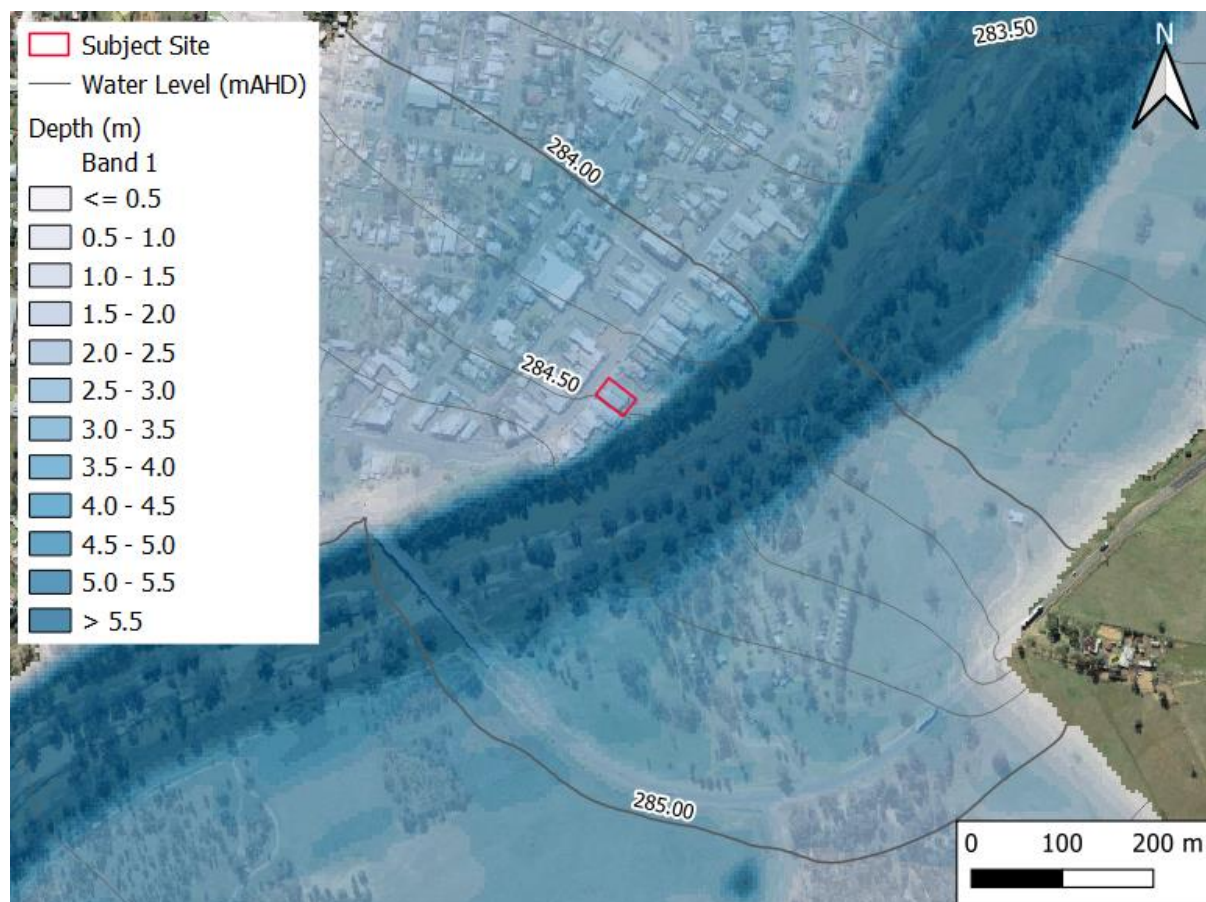 Subject Site
Water Level (mAHD)
Depth (m)
Band 1
<= 0.5
0.5 - 1.0
1.0 - 1.5
1.5 - 2.0
2.0 - 2.5
2.5 - 3.0
3.0 - 3.5
3.5 - 4.0
4.0 - 4.5
4.5 - 5.0
5.0 - 5.5
> 5.5
283.50
N
284.00
284.50
285.00
0 100 200 m